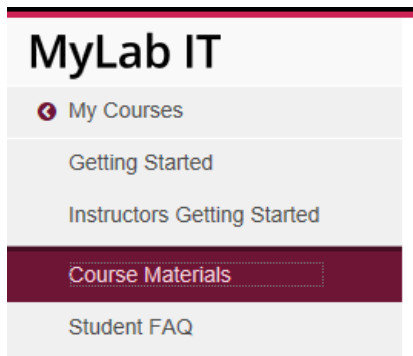 MyLab IT
My Courses
Getting Started
Instructors Getting Started
Course Materials
Student FAQ